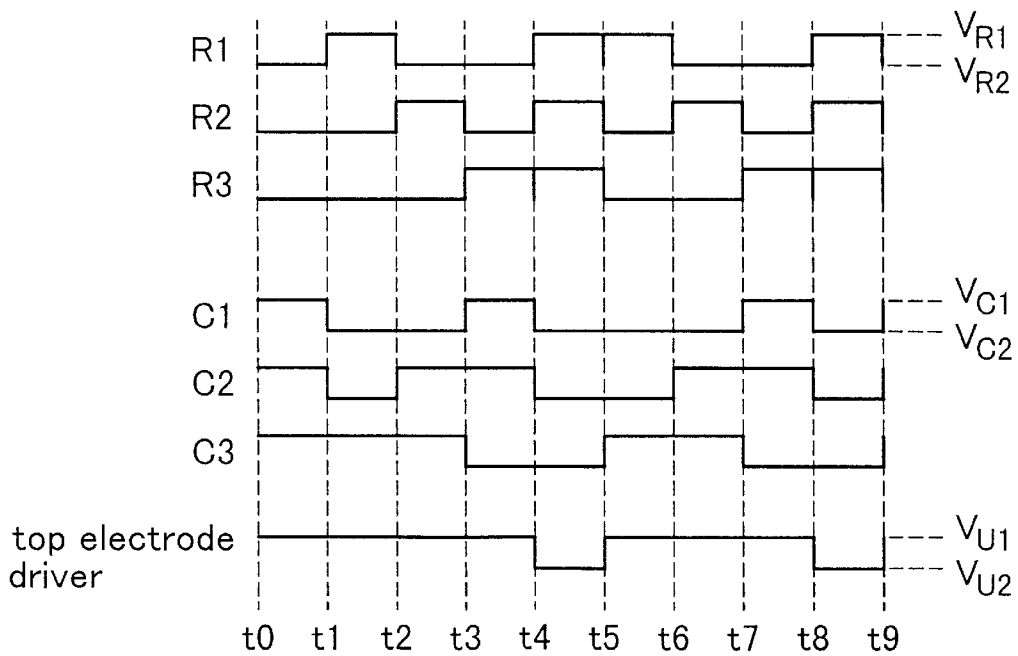 R1
V_R1
V_R2
R2
R3
C1
V_C1
V_C2
C2
C3
top electrode
driver
V_U1
V_U2
t0 t1 t2 t3 t4 t5 t6 t7 t8 t9